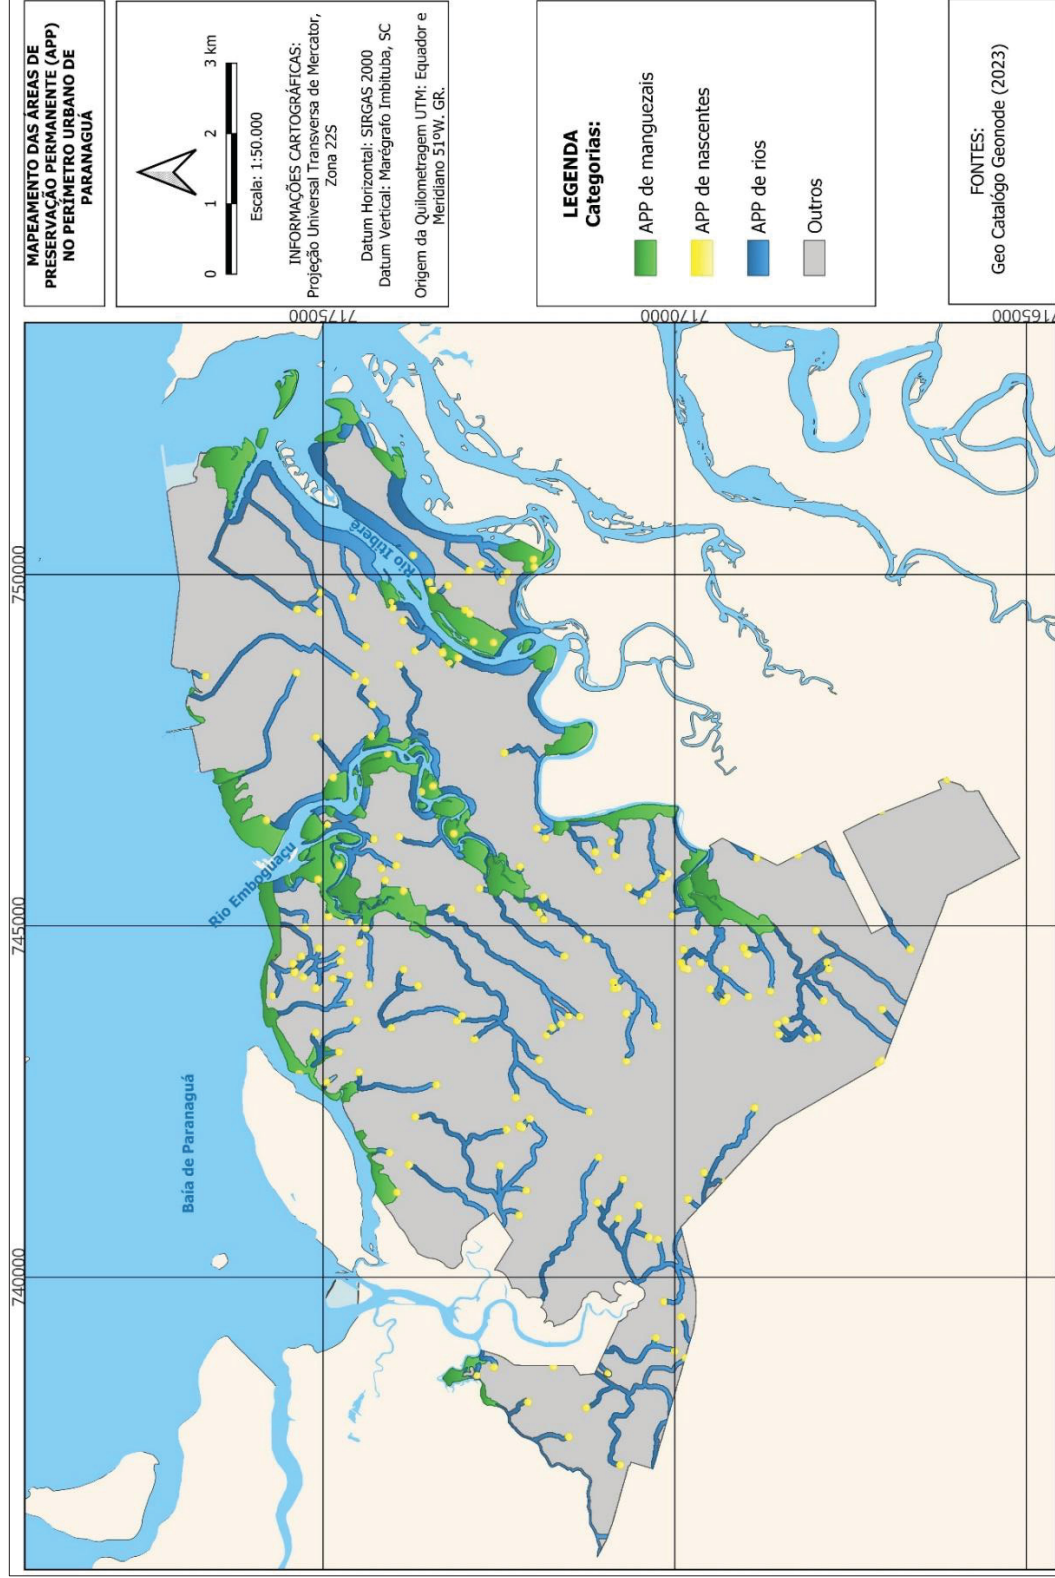 MAPEAMENTO DAS ÁREAS DE
PRESERVAÇÃO PERMANENTE (APP)
NO PERÍMETRO URBANO DE
PARANAGUÁ
0 1 2 3 km
Escala: 1:50.000
INFORMAÇÕES CARTOGRÁFICAS:
Projeção Universal Transversa de Mercator,
Zona 22S
Datum Horizontal: SIRGAS 2000
Datum Vertical: Marégrafo Imbituba, SC
Origem da Quilometragem UTM: Equador e
Meridiano 51ºW. GR.
LEGENDA
Categorias:
APP de manguezais
APP de nascentes
APP de rios
Outros
FONTES:
Geo Catálogo Geonode (2023)
740000
745000
750000
7175000
7170000
7165000
Baía de Paranaguá
Rio Emboguaçu
Rio Itiberê